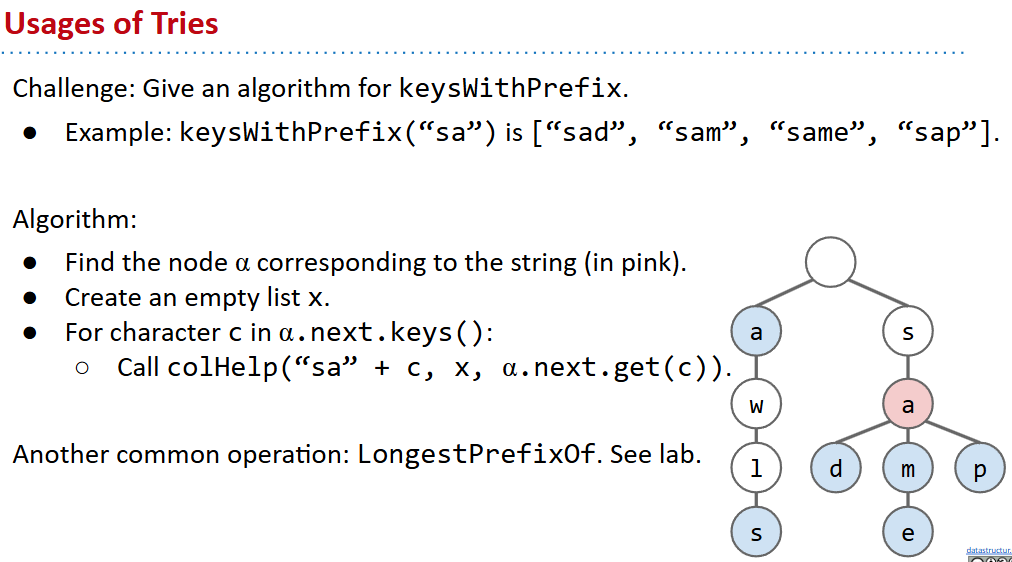 Usages of Tries
Challenge: Give an algorithm for keysWithPrefix.
● Example: keysWithPrefix(“sa”) is [“sad”, “sam”, “same”, “sap”].
Algorithm:
● Find the node α corresponding to the string (in pink).
● Create an empty list x.
● For character c in α.next.keys():
○ Call colHelp(“sa” + c, x, α.next.get(c)).
Another common operation: LongestPrefixOf. See lab.
a s
w a
l d m p
s e
datastructur